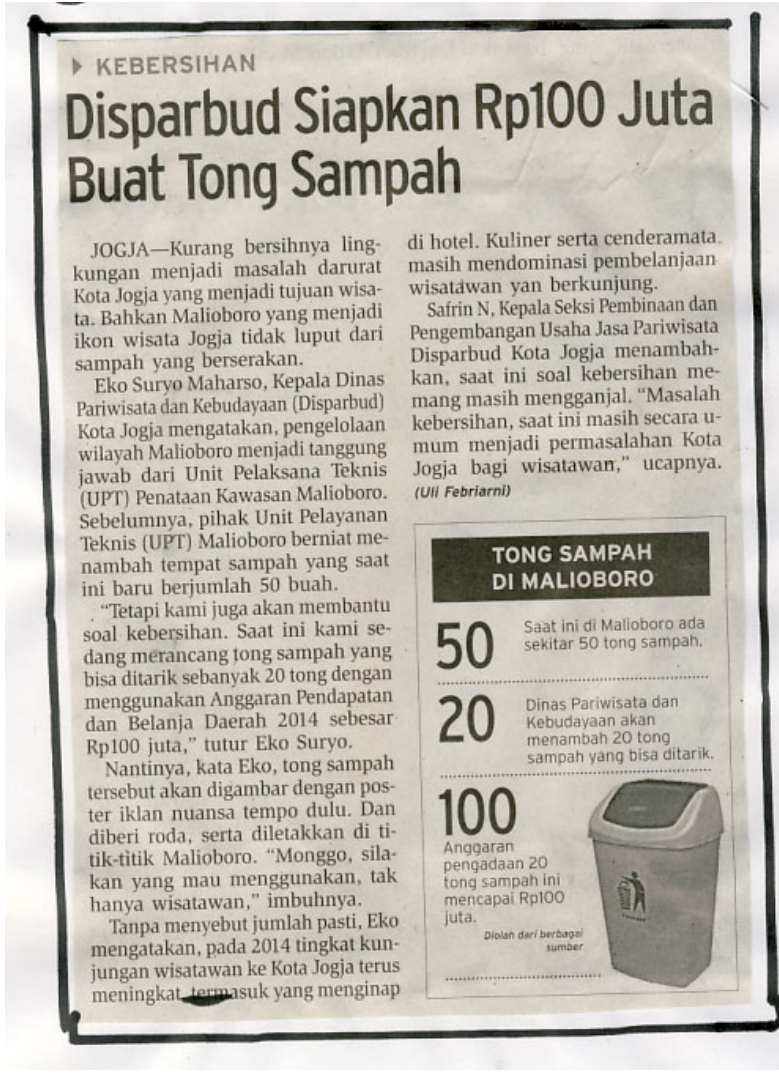 KEBERSIHAN
Disparbud Siapkan Rp100 Juta
Buat Tong Sampah
JOGJA—Kurang bersihnya ling-
kungan menjadi masalah darurat
Kota Jogja yang menjadi tujuan wisa-
ta. Bahkan Malioboro yang menjadi
ikon wisata Jogja tidak luput dari
sampah yang berserakan.
Eko Suryo Maharso, Kepala Dinas
Pariwisata dan Kebudayaan (Disparbud)
Kota Jogja mengatakan, pengelolaan
wilayah Malioboro menjadi tanggung
jawab dari Unit Pelaksana Teknis
(UPT) Penataan Kawasan Malioboro.
Sebelumnya, pihak Unit Pelayanan
Teknis (UPT) Malioboro berniat me-
nambah tempat sampah yang saat
ini baru berjumlah 50 buah.
"Tetapi kami juga akan membantu
soal kebersihan. Saat ini kami se-
dang merancang tong sampah yang
bisa ditarik sebanyak 20 tong dengan
menggunakan Anggaran Pendapatan
dan Belanja Daerah 2014 sebesar
Rp100 juta," tutur Eko Suryo.
Nantinya, kata Eko, tong sampah
tersebut akan digambar dengan pos-
ter iklan nuansa tempo dulu. Dan
diberi roda, serta diletakkan di ti-
tik-titik Malioboro. "Monggo, sila-
kan yang mau menggunakan, tak
hanya wisatawan," imbuhnya.
Tanpa menyebut jumlah pasti, Eko
mengatakan, pada 2014 tingkat kun-
jungan wisatawan ke Kota Jogja terus
meningkat termasuk yang menginap
di hotel. Kuliner serta cenderamata
masih mendominasi pembelanjaan
wisatawan yan berkunjung.
Safrin N, Kepala Seksi Pembinaan dan
Pengembangan Usaha Jasa Pariwisata
Disparbud Kota Jogja menambah-
kan, saat ini soal kebersihan me-
mang masih mengganjal. "Masalah
kebersihan, saat ini masih secara u-
mum menjadi permasalahan Kota
Jogja bagi wisatawan," ucapnya.
(Uli Febriarni)
TONG SAMPAH
DI MALIOBORO
50
Saat ini di Malioboro ada
sekitar 50 tong sampah.
20
Dinas Pariwisata dan
Kebudayaan akan
menambah 20 tong
sampah yang bisa ditarik.
100
Anggaran
pengadaan 20
tong sampah ini
mencapai Rp100
juta.
Diolah dari berbagai
sumber